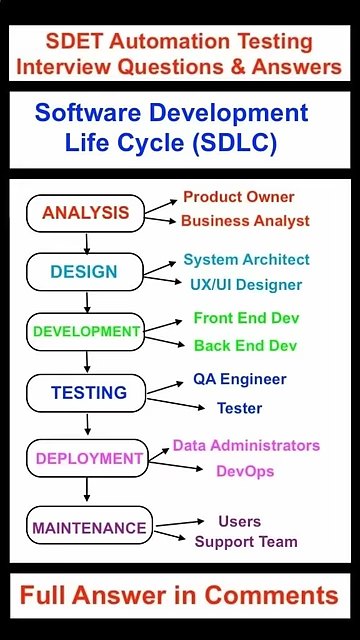 SDET Automation Testing
Interview Questions & Answers
Software Development
Life Cycle (SDLC)
ANALYSIS
Product Owner
Business Analyst
DESIGN
System Architect
UX/UI Designer
DEVELOPMENT
Front End Dev
Back End Dev
TESTING
QA Engineer
Tester
DEPLOYMENT
Data Administrators
DevOps
MAINTENANCE
Users
Support Team
Full Answer in Comments